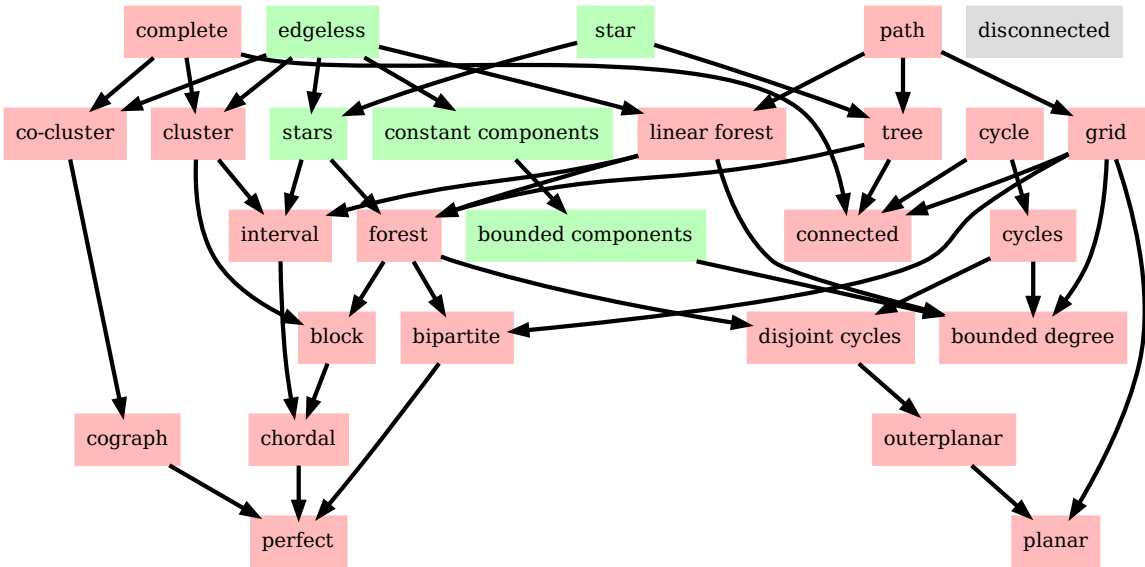 complete
edgeless
star
path
disconnected
co-cluster
cluster
stars
constant components
linear forest
tree
cycle
grid
interval
forest
bounded components
connected
cycles
block
bipartite
disjoint cycles
bounded degree
cograph
chordal
outerplanar
perfect
planar